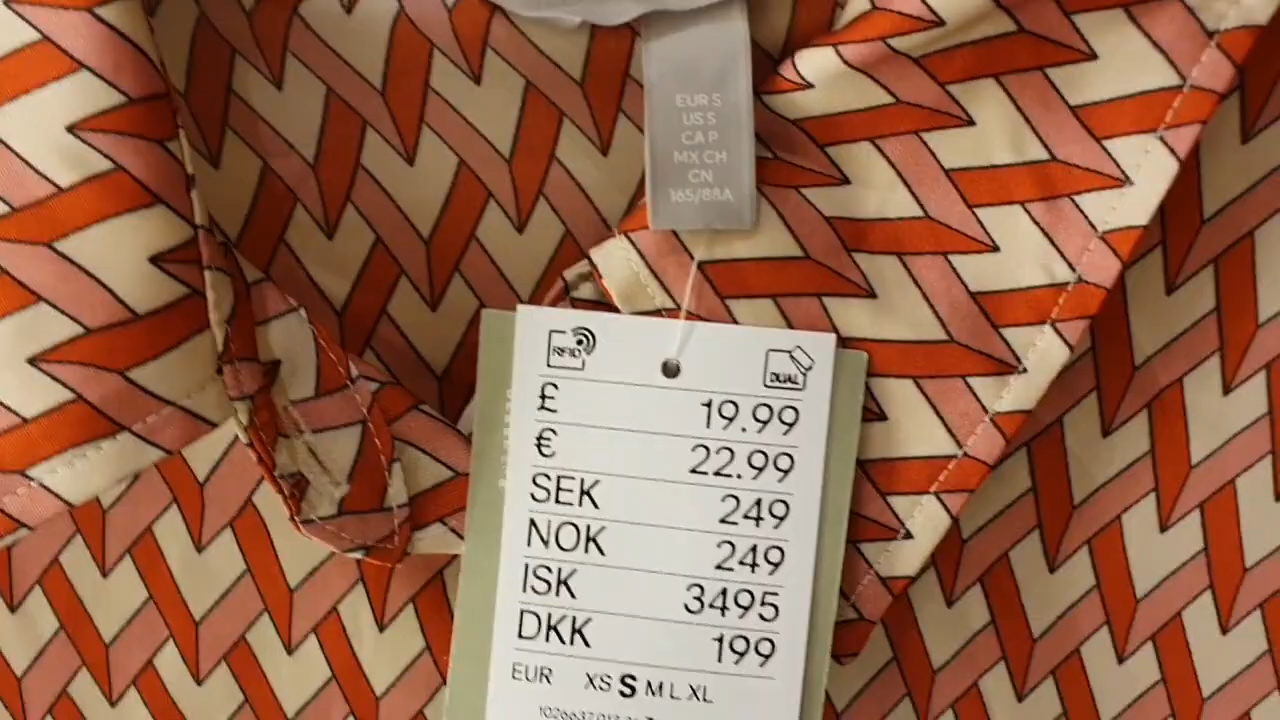 EUR S
US S
CA P
MX CH
CN
165/88A
RFID
DUAL
£ 19.99
€ 22.99
SEK 249
NOK 249
ISK 3495
DKK 199
EUR XS S M L XL